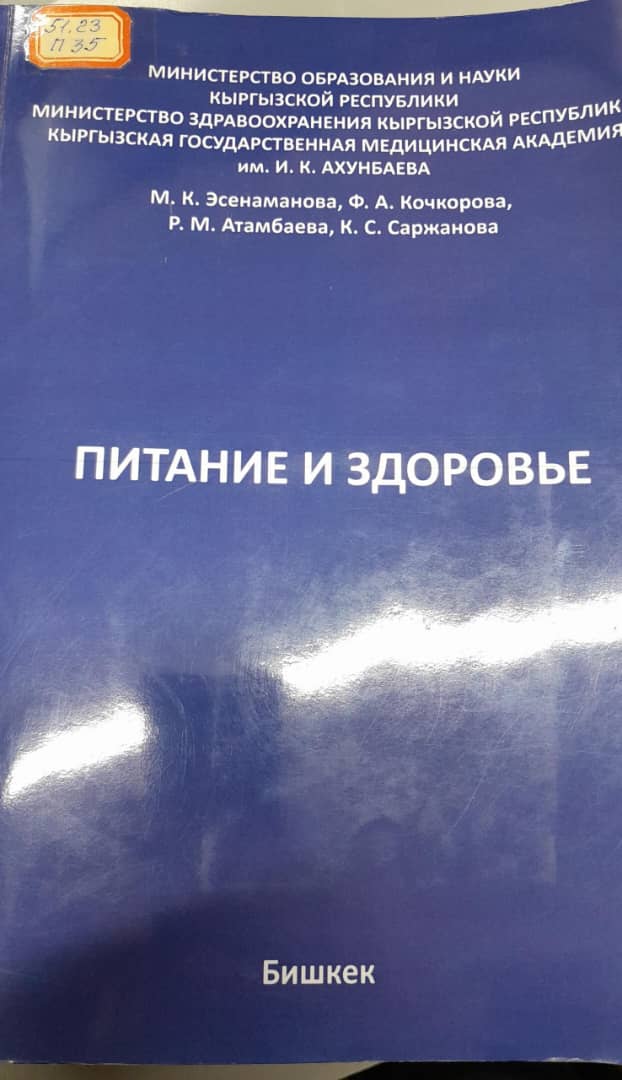 51.23
П 35
МИНИСТЕРСТВО ОБРАЗОВАНИЯ И НАУКИ
КЫРГЫЗСКОЙ РЕСПУБЛИКИ
МИНИСТЕРСТВО ЗДРАВООХРАНЕНИЯ КЫРГЫЗСКОЙ РЕСПУБЛИК
КЫРГЫЗСКАЯ ГОСУДАРСТВЕННАЯ МЕДИЦИНСКАЯ АКАДЕМИЯ
им. И. К. АХУНБАЕВА
М. К. Эсенаманова, Ф. А. Кочкорова,
Р. М. Атамбаева, К. С. Саржанова
ПИТАНИЕ И ЗДОРОВЬЕ
Бишкек